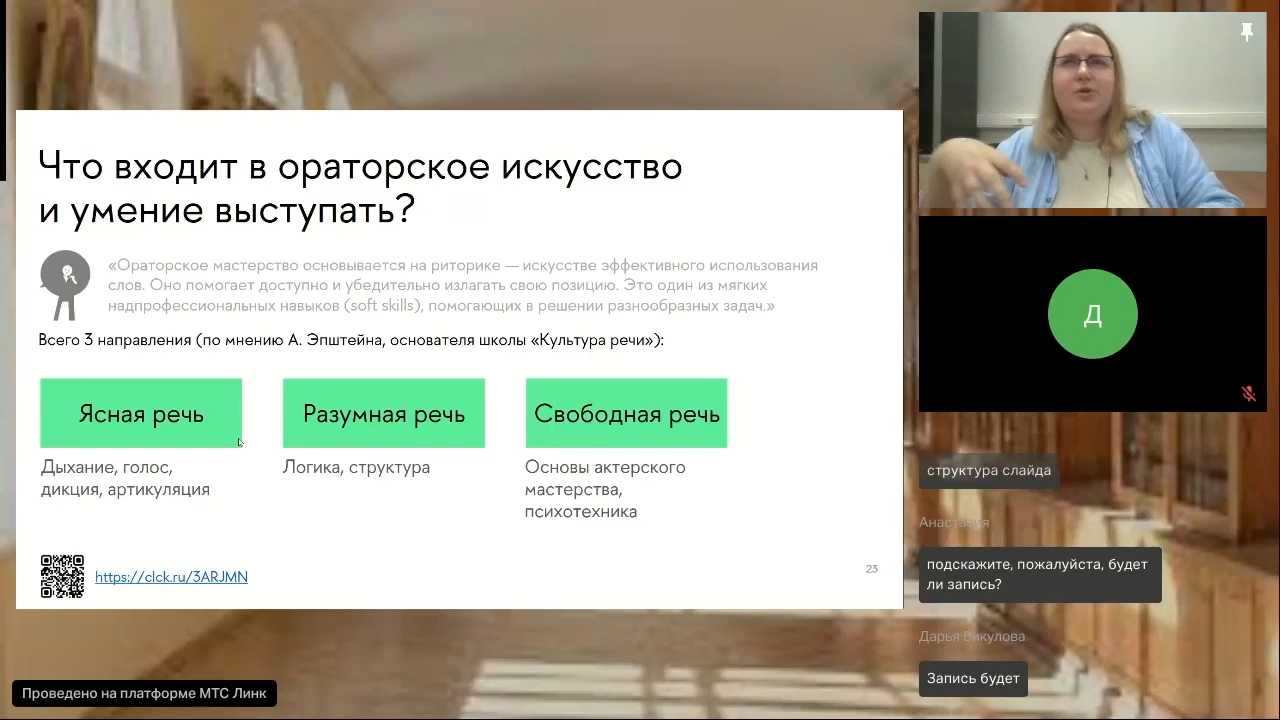 Что входит в ораторское искусство
и умение выступать?
«Ораторское мастерство основывается на риторике — искусстве эффективного использования
слов. Оно помогает доступно и убедительно излагать свою позицию. Это один из мягких
надпрофессиональных навыков (soft skills), помогающих в решении разнообразных задач.»
Всего 3 направления (по мнению А. Эпштейна, основателя школы «Культура речи»):
Ясная речь
Дыхание, голос,
дикция, артикуляция
Разумная речь
Логика, структура
Свободная речь
Основы актерского
мастерства,
психотехника
https://clck.ru/3ARJMN
23
Д
структура слайда
Анастасия
подскажите, пожалуйста, будет
ли запись?
Дарья Викулова
Запись будет
Проведено на платформе МТС Линк